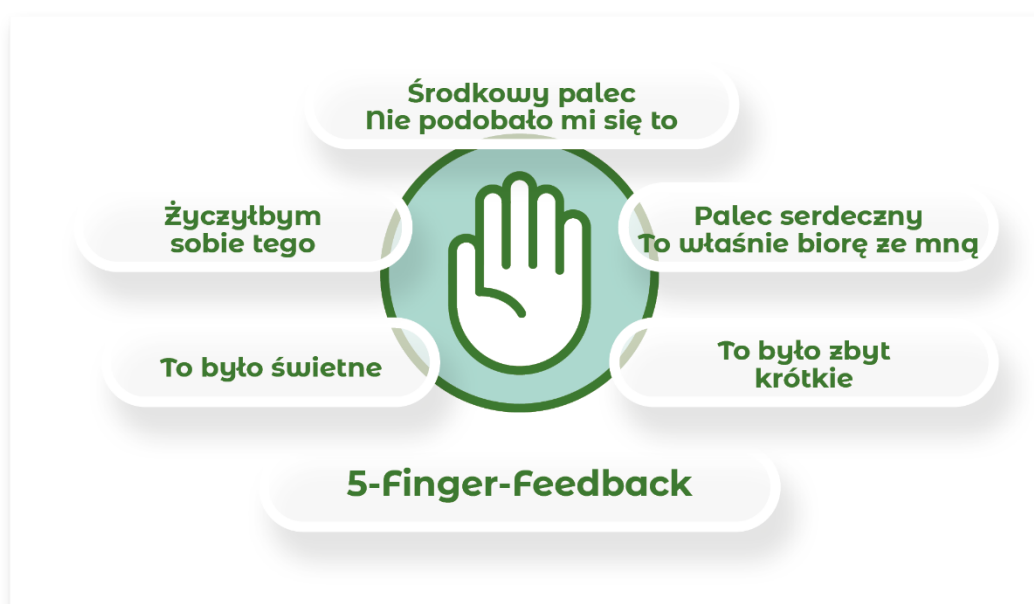 Środkowy palec
Nie podobało mi się to
Życzyłbym
sobie tego
Palec serdeczny
To właśnie biorę ze mną
To było świetne
To było zbyt
krótkie
5-Finger-Feedback